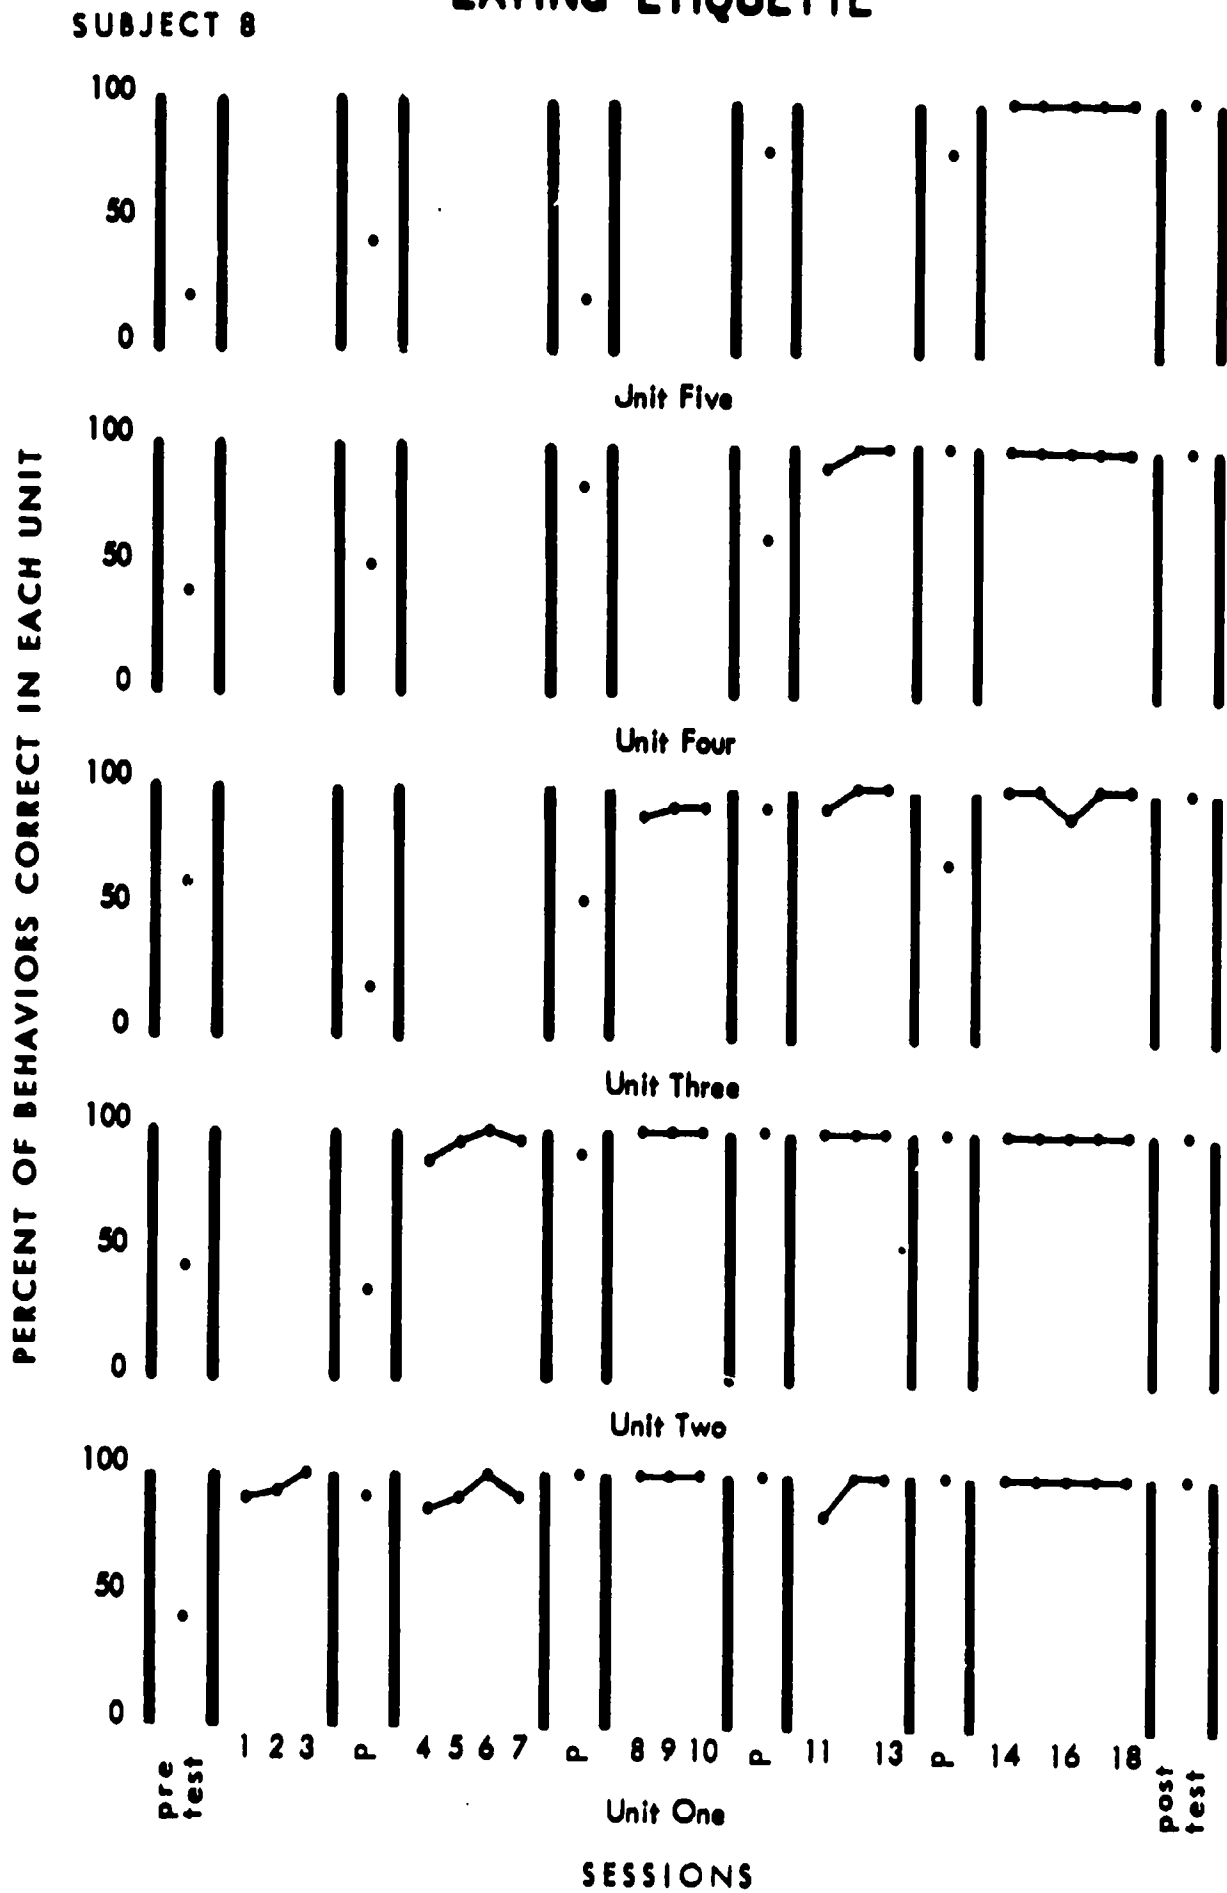 EATING ETIQUETTE
SUBJECT 8
PERCENT OF BEHAVIORS CORRECT IN EACH UNIT
100
50
0
Unit Five
100
50
0
Unit Four
100
50
0
Unit Three
100
50
0
Unit Two
100
50
0
pre test 1 2 3 P 4 5 6 7 P 8 9 10 P 11 13 P 14 16 18 post test
Unit One
SESSIONS